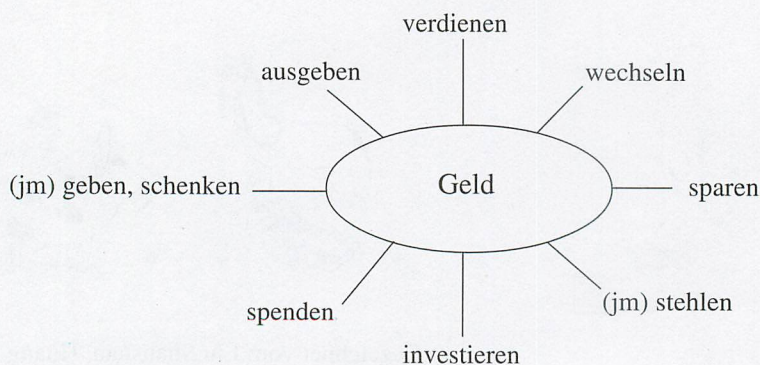 verdienen
ausgeben
wechseln
(jm) geben, schenken
Geld
sparen
spenden
(jm) stehlen
investieren